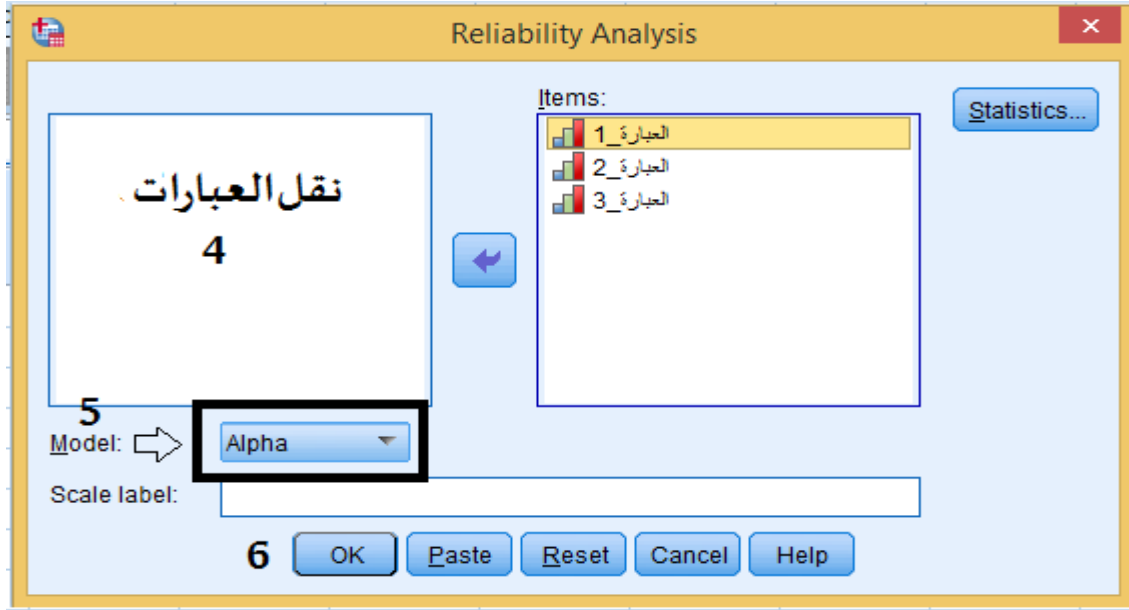 Reliability Analysis
Items:
Statistics...
العبارة_1
العبارة_2
العبارة_3
نقل العبارات
4
5
Model:
Alpha
Scale label:
6
OK
Paste
Reset
Cancel
Help